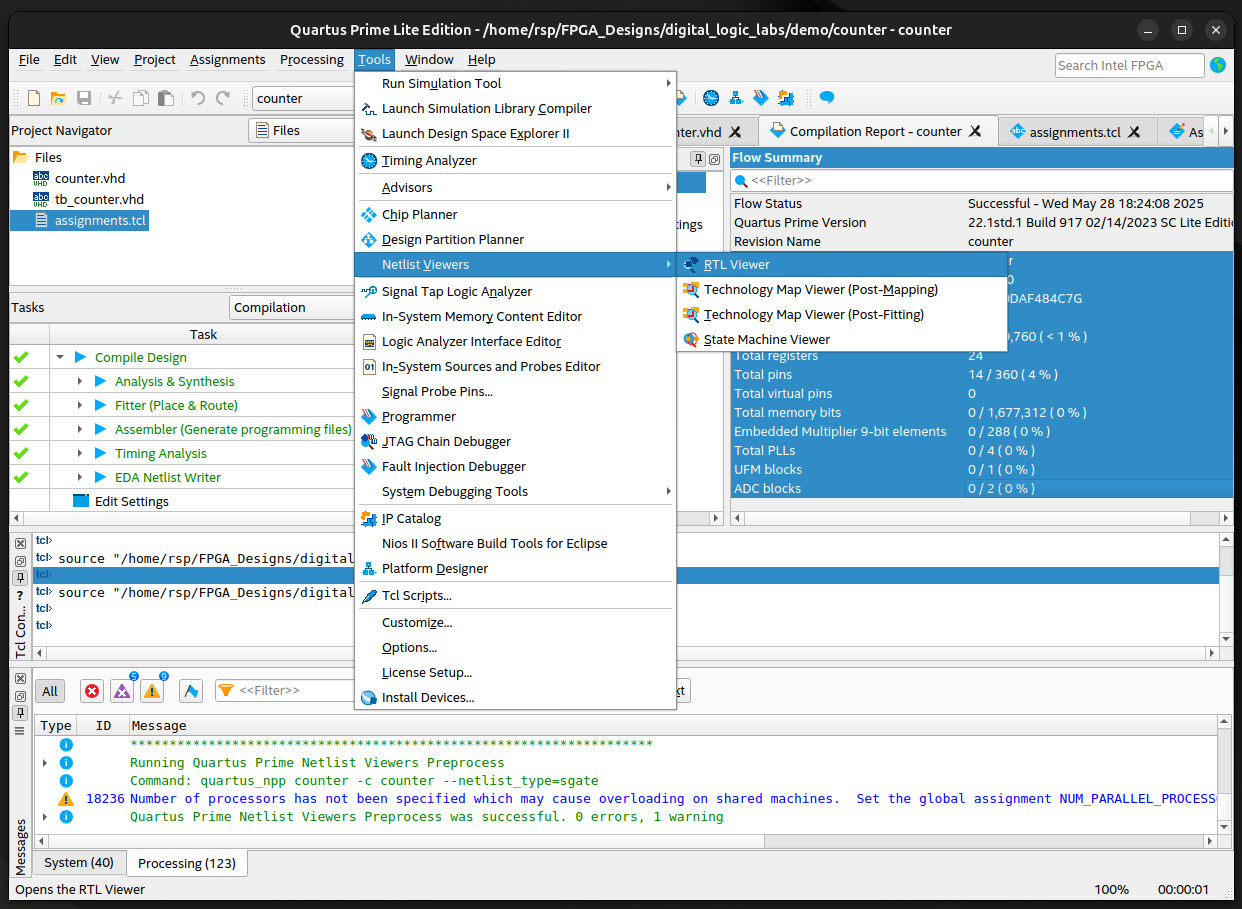 Quartus Prime Lite Edition - /home/rsp/FPGA_Designs/digital_logic_labs/demo/counter - counter
File Edit View Project Assignments Processing Tools Window Help
Search Intel FPGA
counter
Project Navigator
Files
Files
counter.vhd
tb_counter.vhd
assignments.tcl
Tasks
Compilation
Task
Compile Design
Analysis & Synthesis
Fitter (Place & Route)
Assembler (Generate programming files)
Timing Analysis
EDA Netlist Writer
Edit Settings
Run Simulation Tool
Launch Simulation Library Compiler
Launch Design Space Explorer II
Timing Analyzer
Advisors
Chip Planner
Design Partition Planner
Netlist Viewers
Signal Tap Logic Analyzer
In-System Memory Content Editor
Logic Analyzer Interface Editor
In-System Sources and Probes Editor
Signal Probe Pins...
Programmer
JTAG Chain Debugger
Fault Injection Debugger
System Debugging Tools
IP Catalog
Nios II Software Build Tools for Eclipse
Platform Designer
Tcl Scripts...
Customize...
Options...
License Setup...
Install Devices...
RTL Viewer
Technology Map Viewer (Post-Mapping)
Technology Map Viewer (Post-Fitting)
State Machine Viewer
nter.vhd
Compilation Report - counter
assignments.tcl
As
tings
Flow Summary
<<Filter>>
Flow Status Successful - Wed May 28 18:24:08 2025
Quartus Prime Version 22.1std.1 Build 917 02/14/2023 SC Lite Editi
Revision Name counter
r
0
DAF484C7G
,760 ( < 1 % )
Total registers 24
Total pins 14 / 360 ( 4 % )
Total virtual pins 0
Total memory bits 0 / 1,677,312 ( 0 % )
Embedded Multiplier 9-bit elements 0 / 288 ( 0 % )
Total PLLs 0 / 4 ( 0 % )
UFM blocks 0 / 1 ( 0 % )
ADC blocks 0 / 2 ( 0 % )
tcl>
tcl> source "/home/rsp/FPGA_Designs/digital
tcl>
tcl> source "/home/rsp/FPGA_Designs/digital
tcl>
tcl>
Tcl Con...
All
5
9
<<Filter>>
xt
Type ID Message
*******************************************************************
Running Quartus Prime Netlist Viewers Preprocess
Command: quartus_npp counter -c counter --netlist_type=sgate
18236 Number of processors has not been specified which may cause overloading on shared machines.  Set the global assignment NUM_PARALLEL_PROCESS
Quartus Prime Netlist Viewers Preprocess was successful. 0 errors, 1 warning
Messages
System (40)
Processing (123)
Opens the RTL Viewer
100%
00:00:01